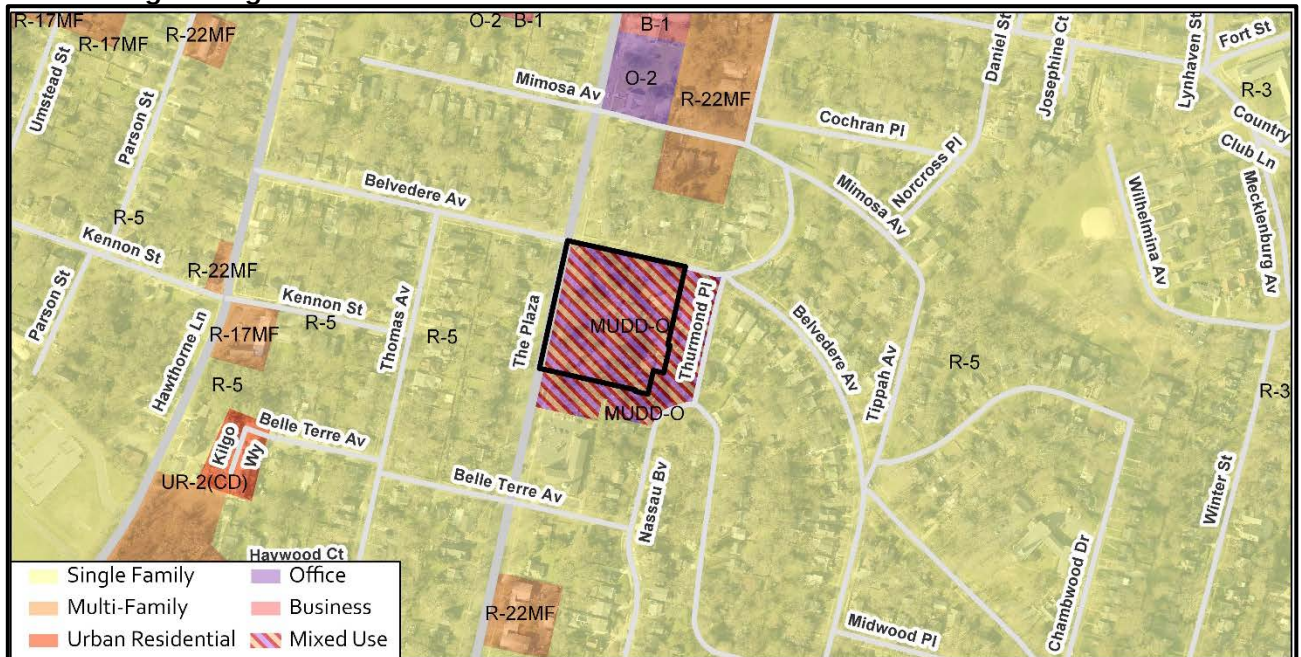 R-17MF
R-17MF
R-22MF
O-2
B-1
B-1
O-2
R-22MF
Umstead St
Parson St
Mimosa Av
Daniel St
Josephine Ct
Lynhaven St
Fort St
R-3
Country
Club Ln
Cochran Pl
Norcross Pl
Mimosa Av
Wilhelmina Av
Mecklenburg Av
Belvedere Av
R-5
Kennon St
R-22MF
Parson St
Kennon St
R-5
Thomas Av
R-5
The Plaza
MUDD-O
Thurmond Pl
Belvedere Av
Tippah Av
R-5
R-17MF
Hawthorne Ln
R-5
MUDD-O
R-3
Kilgo
Wy
Belle Terre Av
UR-2(CD)
Belle Terre Av
Nassau Bv
Winter St
Haywood Ct
Chambwood Dr
R-22MF
Midwood Pl
Single Family
Multi-Family
Urban Residential
Office
Business
Mixed Use